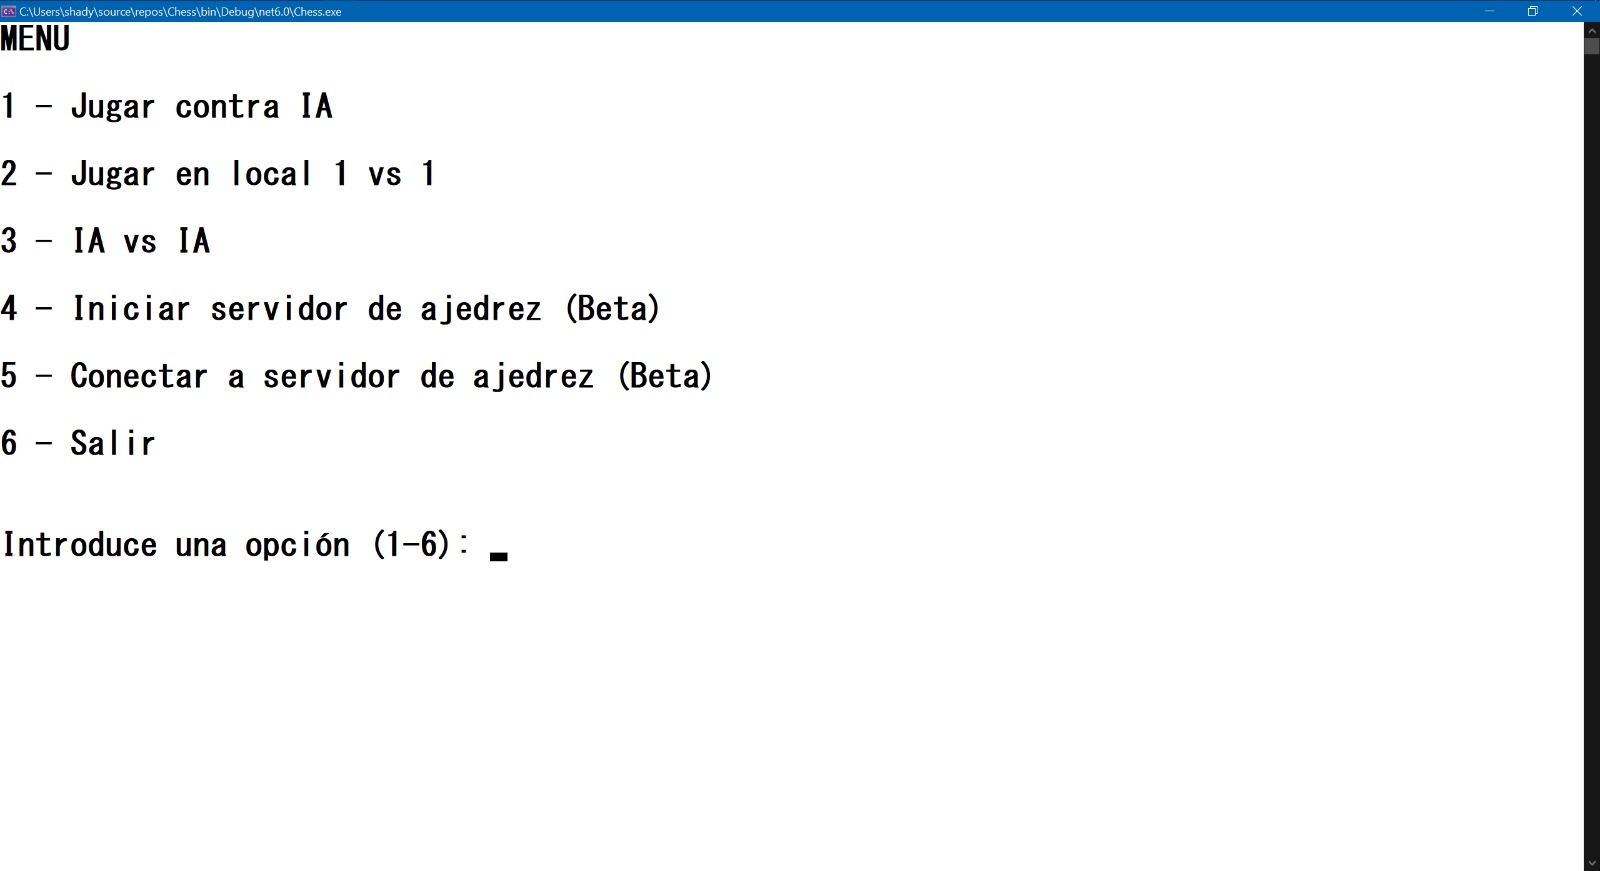 C:\Users\shady\source\repos\Chess\bin\Debug\net6.0\Chess.exe
MENU
1 - Jugar contra IA
2 - Jugar en local 1 vs 1
3 - IA vs IA
4 - Iniciar servidor de ajedrez (Beta)
5 - Conectar a servidor de ajedrez (Beta)
6 - Salir
Introduce una opción (1-6):